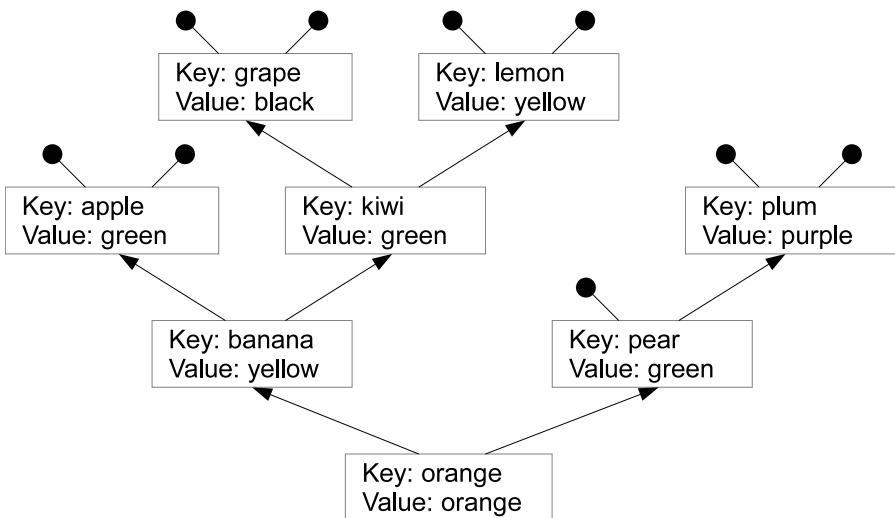 Key: grape
Value: black
Key: lemon
Value: yellow
Key: apple
Value: green
Key: kiwi
Value: green
Key: plum
Value: purple
Key: banana
Value: yellow
Key: pear
Value: green
Key: orange
Value: orange